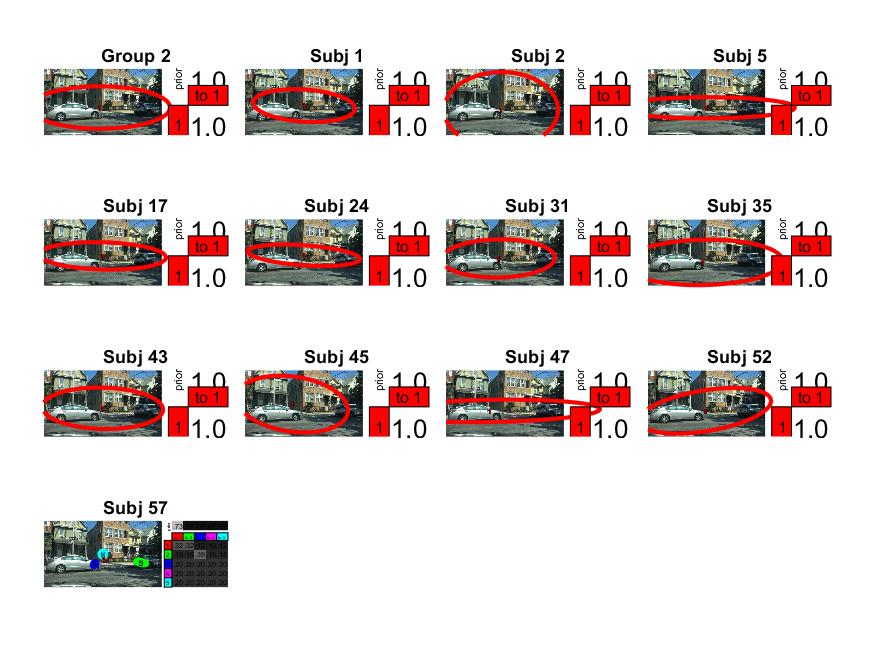 Group 2
prior 1.0
to 1
1 1.0
Subj 1
prior 1.0
to 1
1 1.0
Subj 2
prior 1.0
to 1
1 1.0
Subj 5
prior 1.0
to 1
1 1.0
Subj 17
prior 1.0
to 1
1 1.0
Subj 24
prior 1.0
to 1
1 1.0
Subj 31
prior 1.0
to 1
1 1.0
Subj 35
prior 1.0
to 1
1 1.0
Subj 43
prior 1.0
to 1
1 1.0
Subj 45
prior 1.0
to 1
1 1.0
Subj 47
prior 1.0
to 1
1 1.0
Subj 52
prior 1.0
to 1
1 1.0
Subj 57
.73